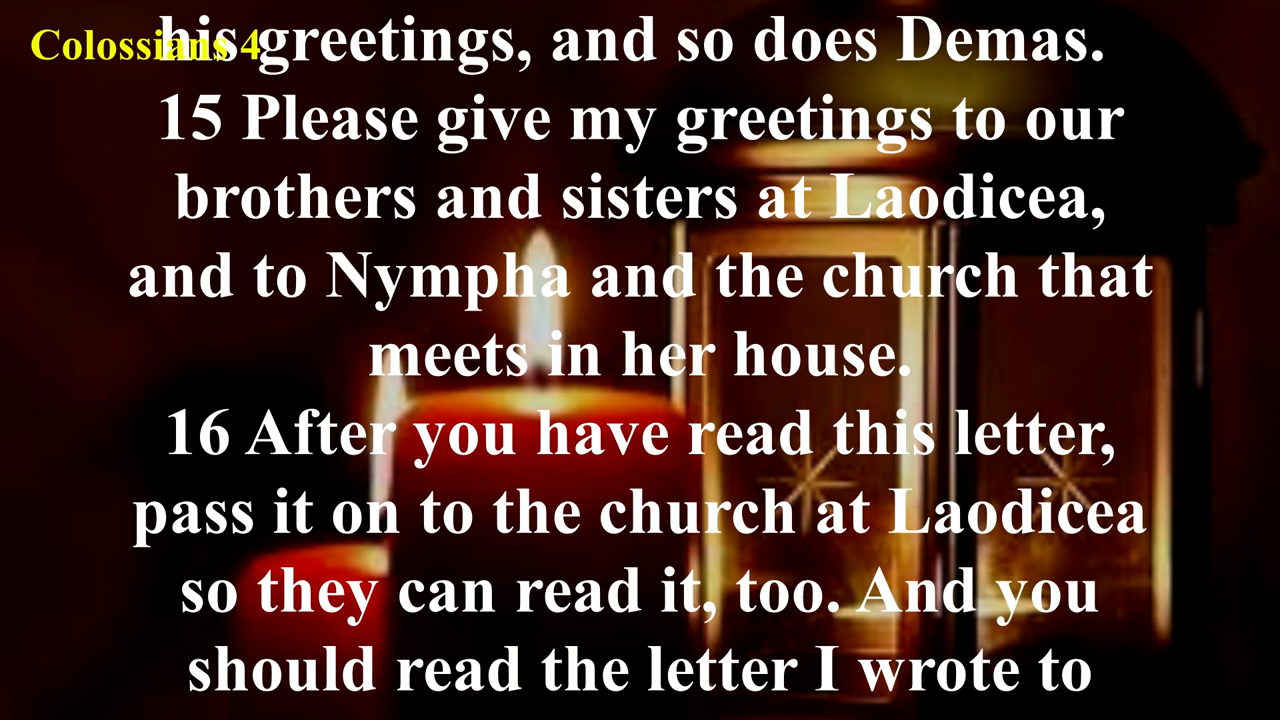 Colossians 4
his greetings, and so does Demas.
15 Please give my greetings to our
brothers and sisters at Laodicea,
and to Nympha and the church that
meets in her house.
16 After you have read this letter,
pass it on to the church at Laodicea
so they can read it, too. And you
should read the letter I wrote to